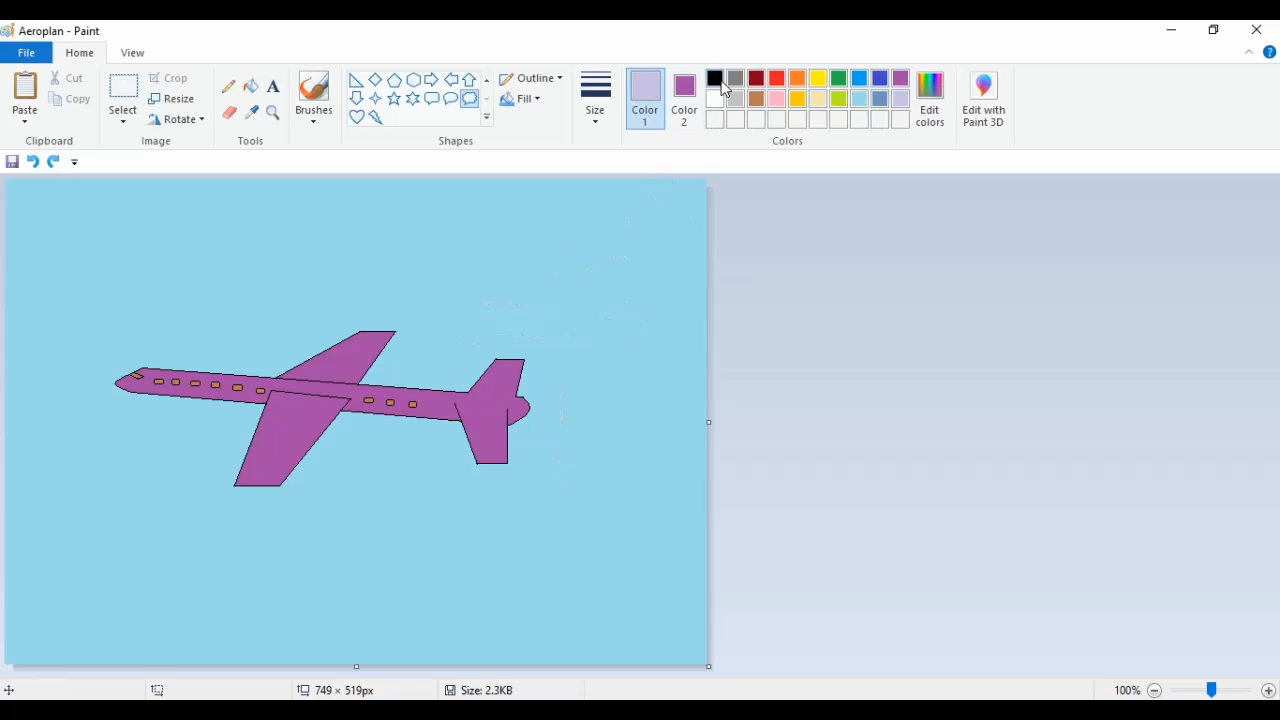 Aeroplan - Paint
File Home View
Paste
Cut
Copy
Clipboard
Select
Crop
Resize
Rotate
Image
A
Tools
Brushes
Outline
Fill
Shapes
Size
Color 1
Color 2
Edit colors
Edit with Paint 3D
Colors
749 × 519px
Size: 2.3KB
100%